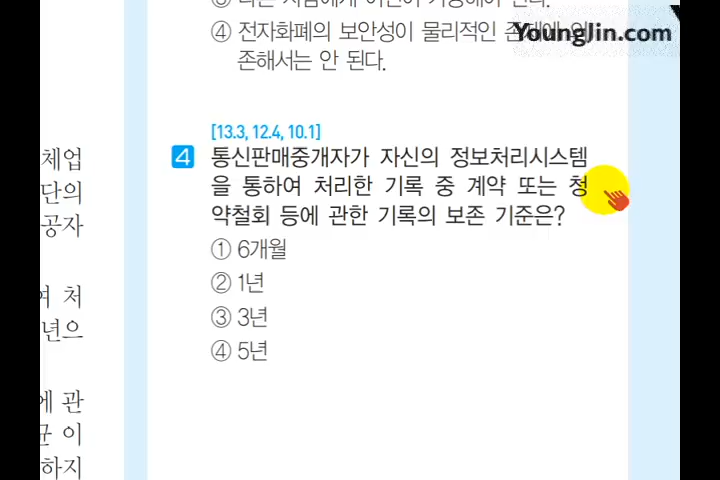 ④ 전자화폐의 보안성이 물리적인
존해서는 안 된다.
YoungJin.com
[13.3, 12.4, 10.1]
4 통신판매중개자가 자신의 정보처리시스템
을 통하여 처리한 기록 중 계약 또는 청
약철회 등에 관한 기록의 보존 기준은?
① 6개월
② 1년
③ 3년
④ 5년
체업
단의
공자
여 처
년으
에 관
균 이
하지